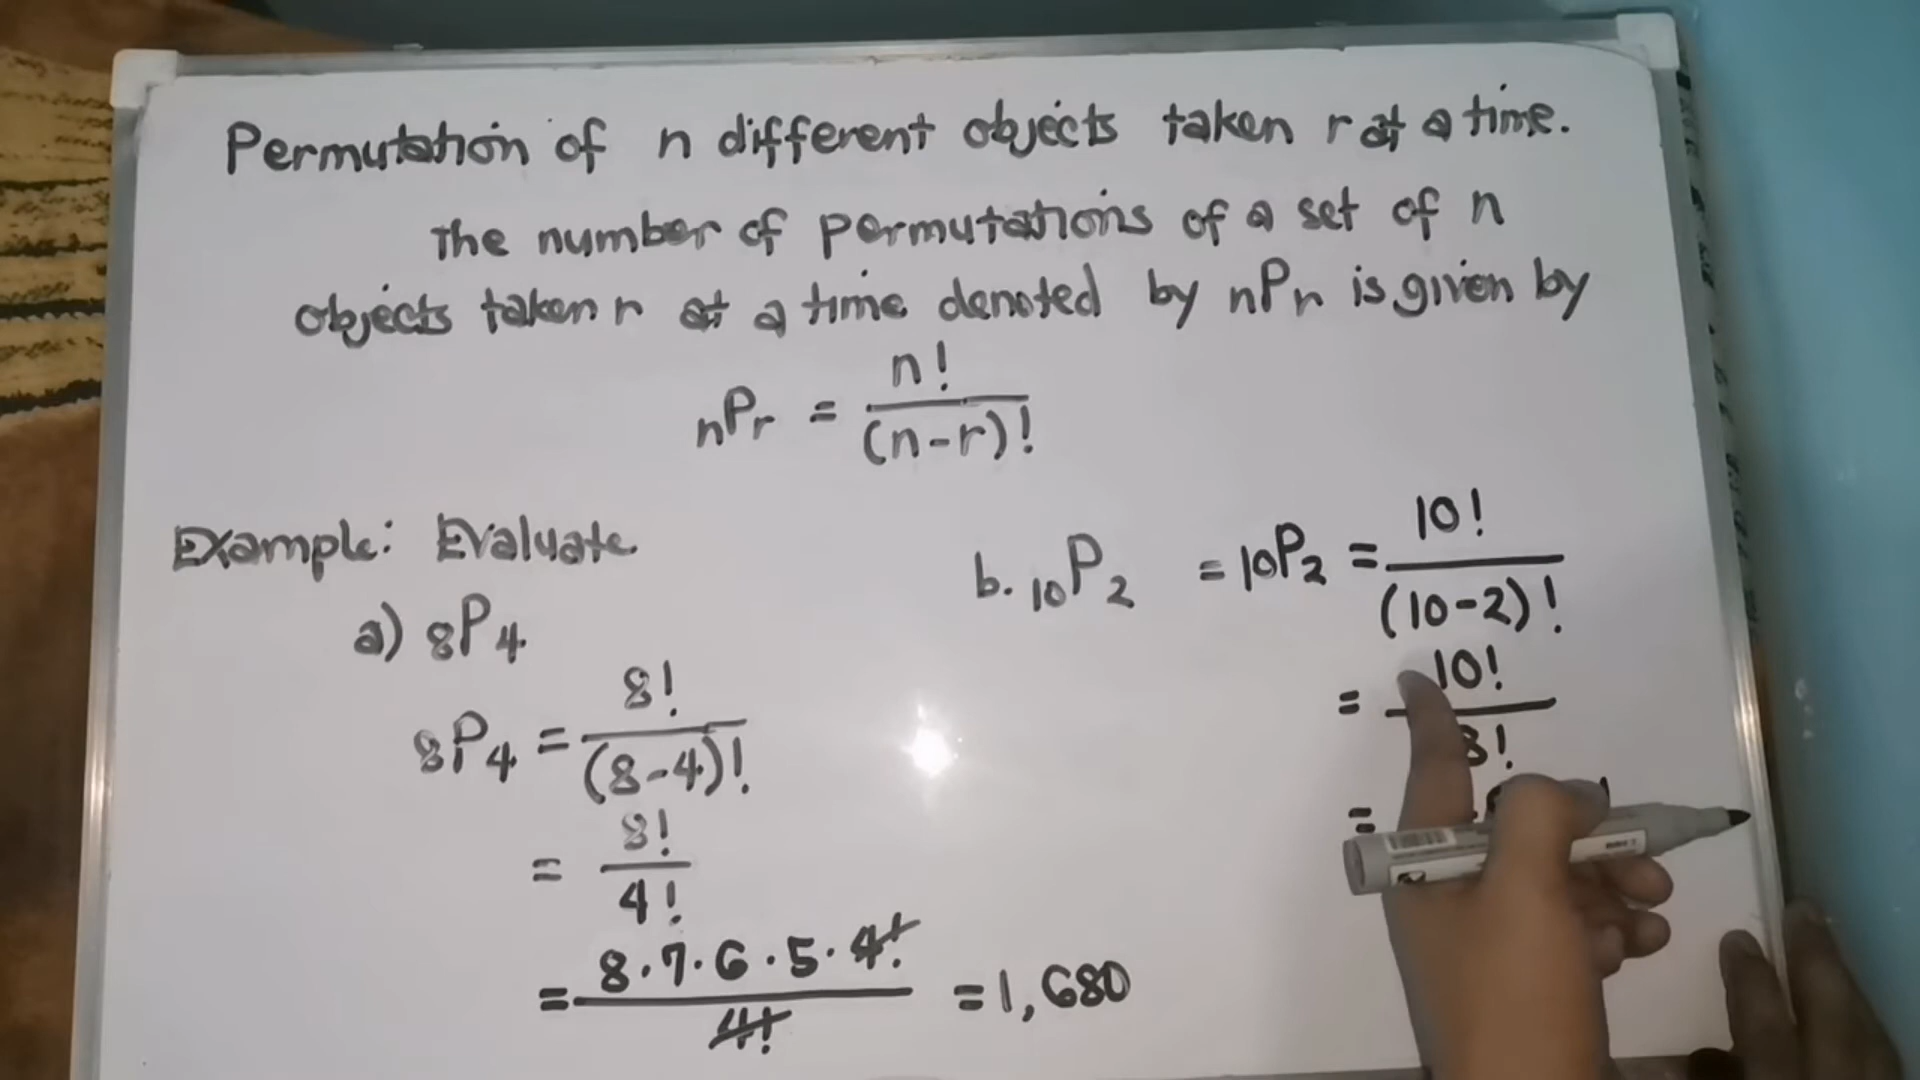 Permutation of n different objects taken r at a time.
The number of permutations of a set of n
objects taken r at a time denoted by nPr is given by
nPr = n! / (n-r)!
Example: Evaluate
a) 8P4
8P4 = 8! / (8-4)!
= 8! / 4!
= 8·7·6·5·4! / 4! = 1,680
b. 10P2 = 10P2 = 10! / (10-2)!
= 10! / 8!
=